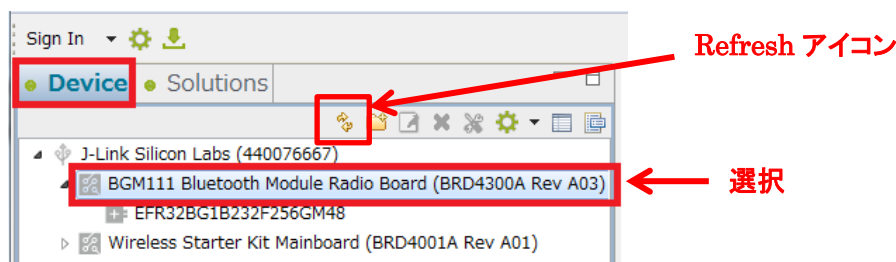 Sign In
Refresh アイコン
Device
Solutions
J-Link Silicon Labs (440076667)
BGM111 Bluetooth Module Radio Board (BRD4300A Rev A03)
選択
EFR32BG1B232F256GM48
Wireless Starter Kit Mainboard (BRD4001A Rev A01)